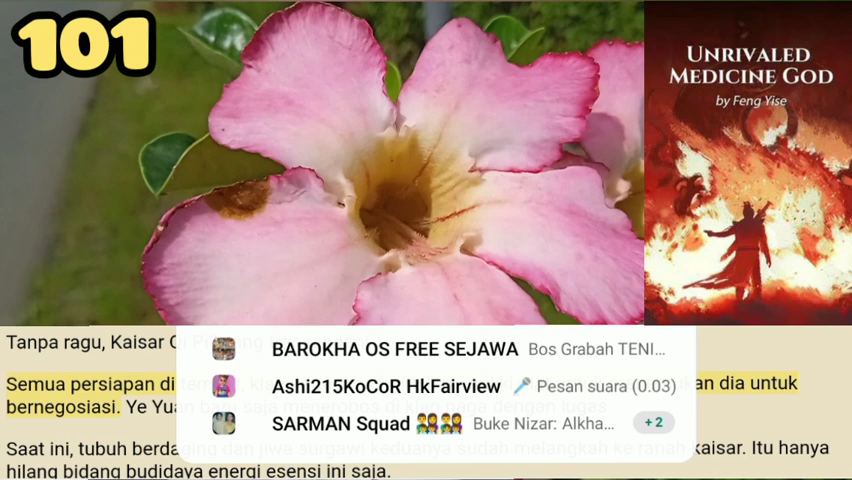 101
UNRIVALED
MEDICINE GOD
by Feng Yise
Tanpa ragu, Kaisar
BAROKHA OS FREE SEJAWA Bos Grabah TENI...
Semua persiapan di kan dia untuk
Ashi215KoCoR HkFairview 🎤 Pesan suara (0.03)
bernegosiasi. Ye Yuan
SARMAN Squad 👨‍👩‍👧‍👦 Buke Nizar: Alkha... +2
Saat ini, tubuh berdaging dan jiwa surgawi keduanya sudah melangkah ke ranah kaisar. Itu hanya
hilang bidang budidaya energi esensi ini saja.